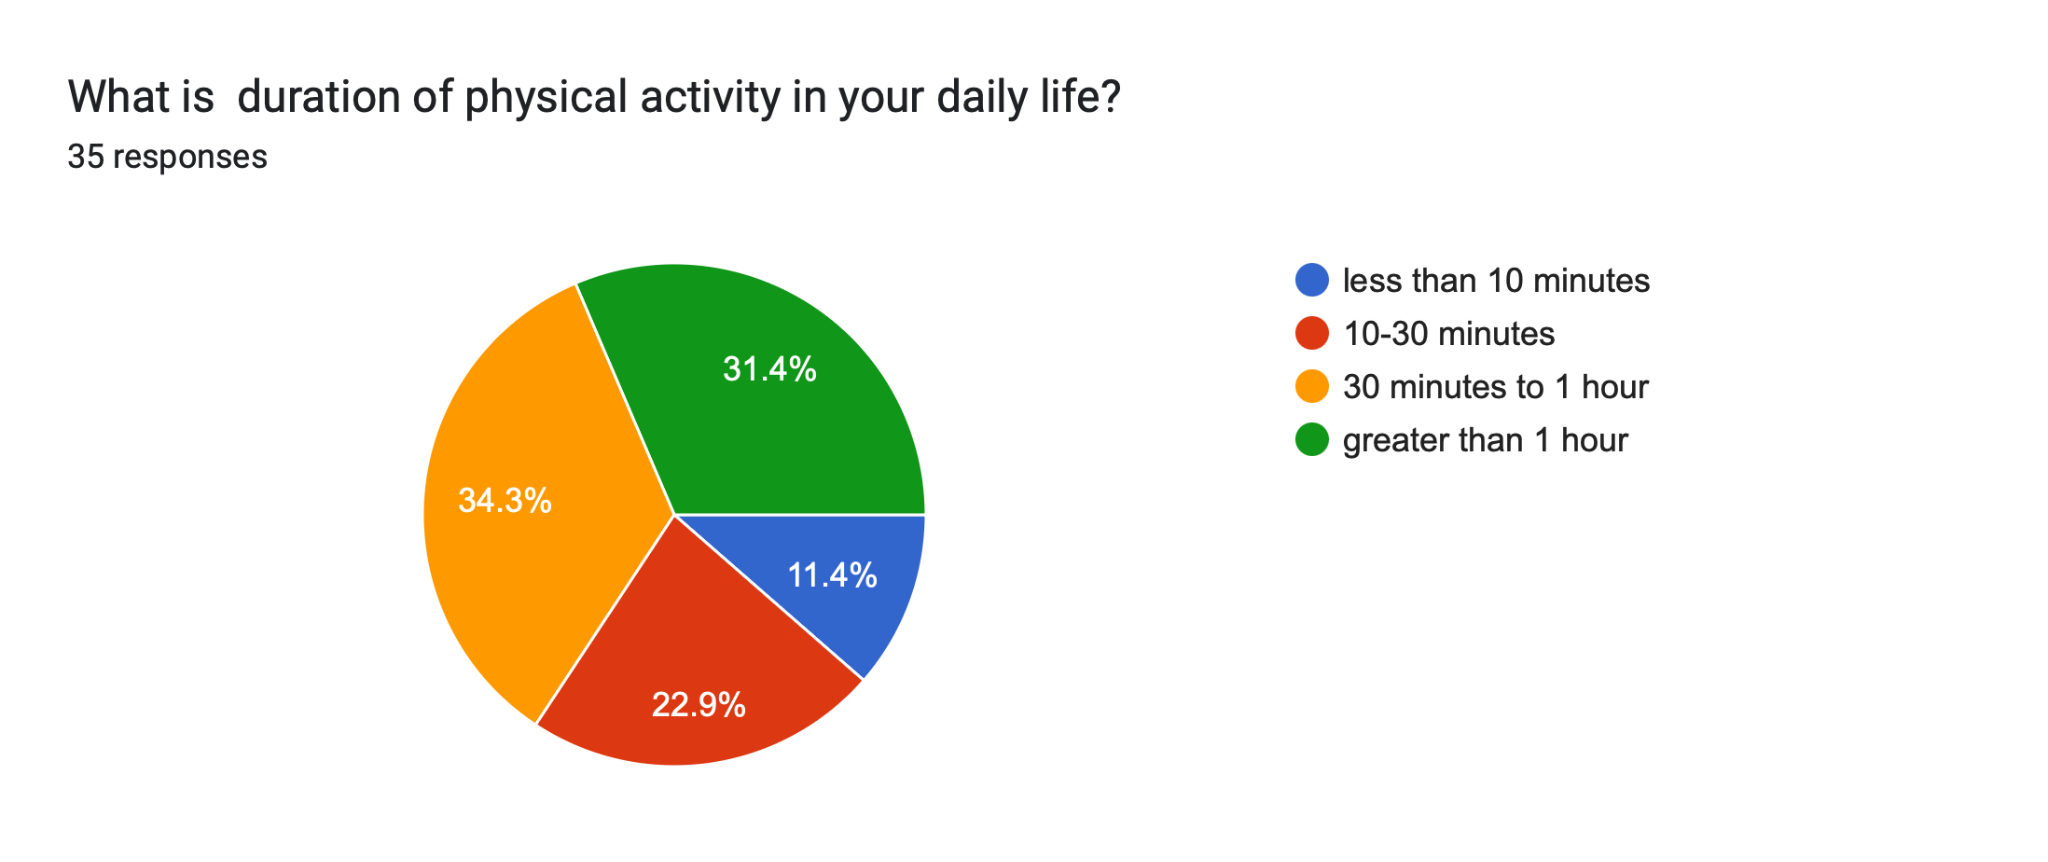 What is  duration of physical activity in your daily life?
35 responses
31.4%
34.3%
11.4%
22.9%
less than 10 minutes
10-30 minutes
30 minutes to 1 hour
greater than 1 hour